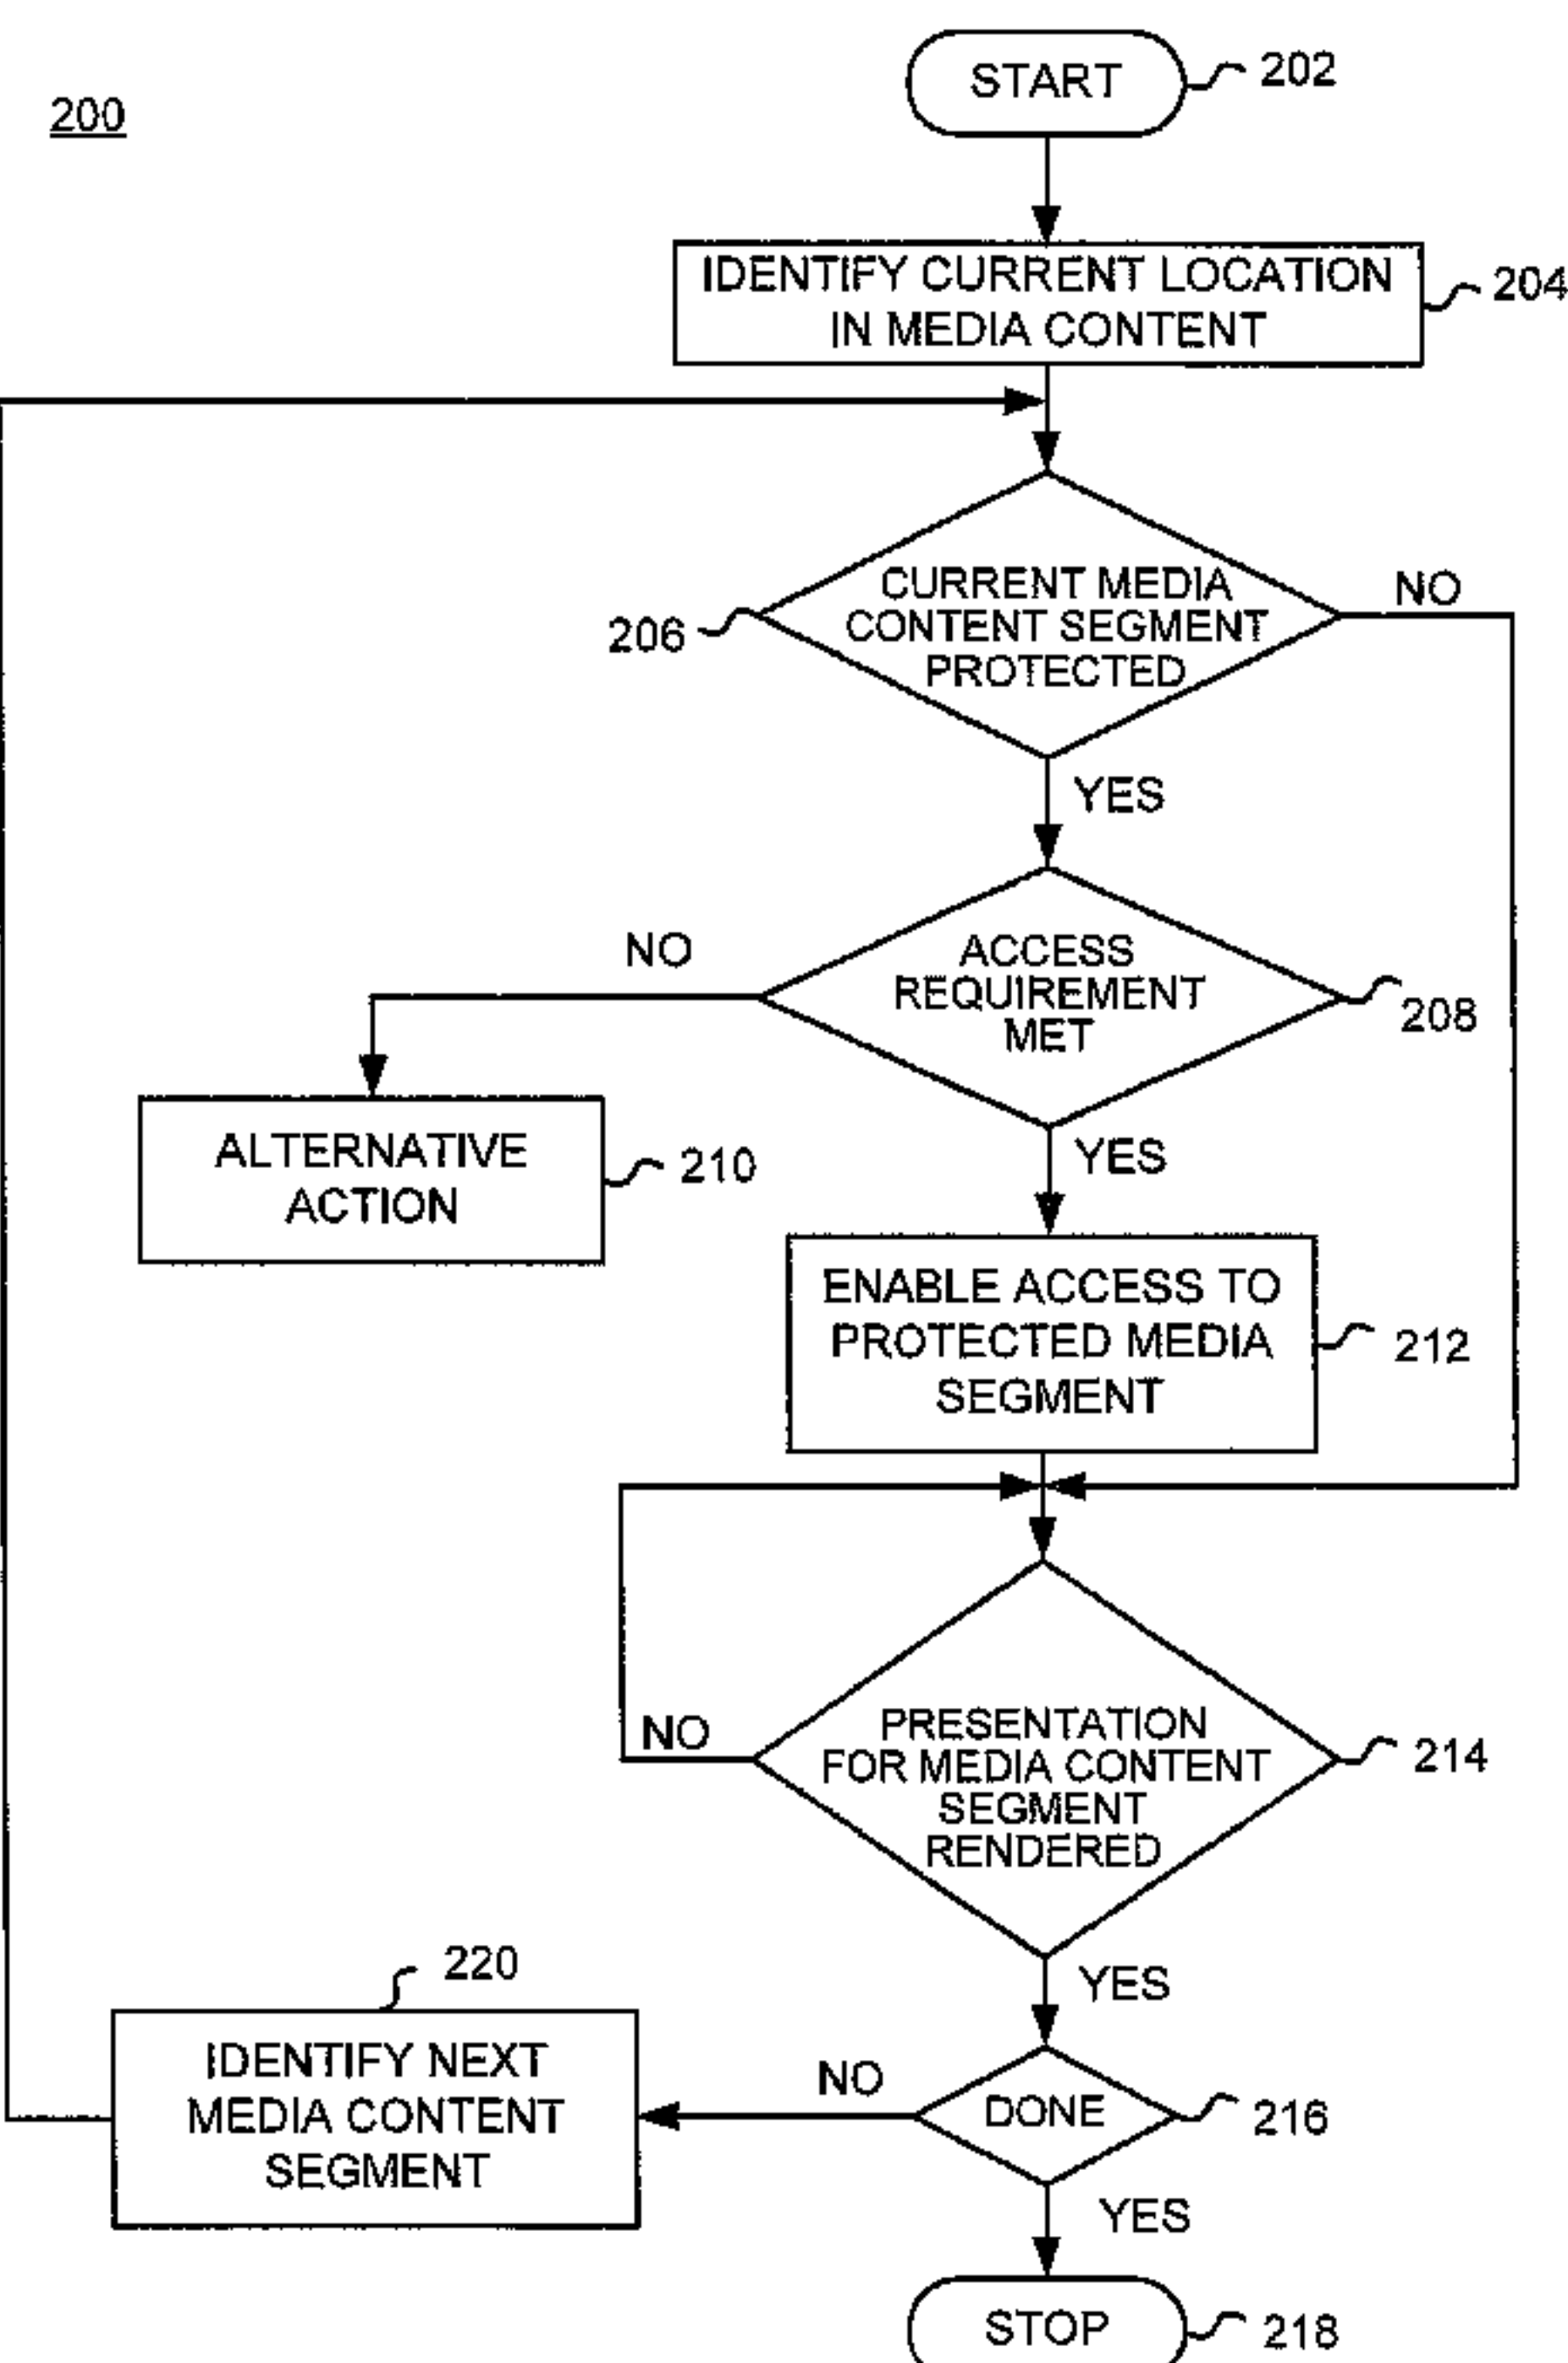 START
202
200
IDENTIFY CURRENT LOCATION
IN MEDIA CONTENT
204
CURRENT MEDIA
CONTENT SEGMENT
PROTECTED
NO
206
YES
NO
ACCESS
REQUIREMENT
MET
208
ALTERNATIVE
ACTION
210
YES
ENABLE ACCESS TO
PROTECTED MEDIA
SEGMENT
212
NO
PRESENTATION
FOR MEDIA CONTENT
SEGMENT
RENDERED
214
220
YES
IDENTIFY NEXT
MEDIA CONTENT
SEGMENT
NO
DONE
216
YES
STOP
218